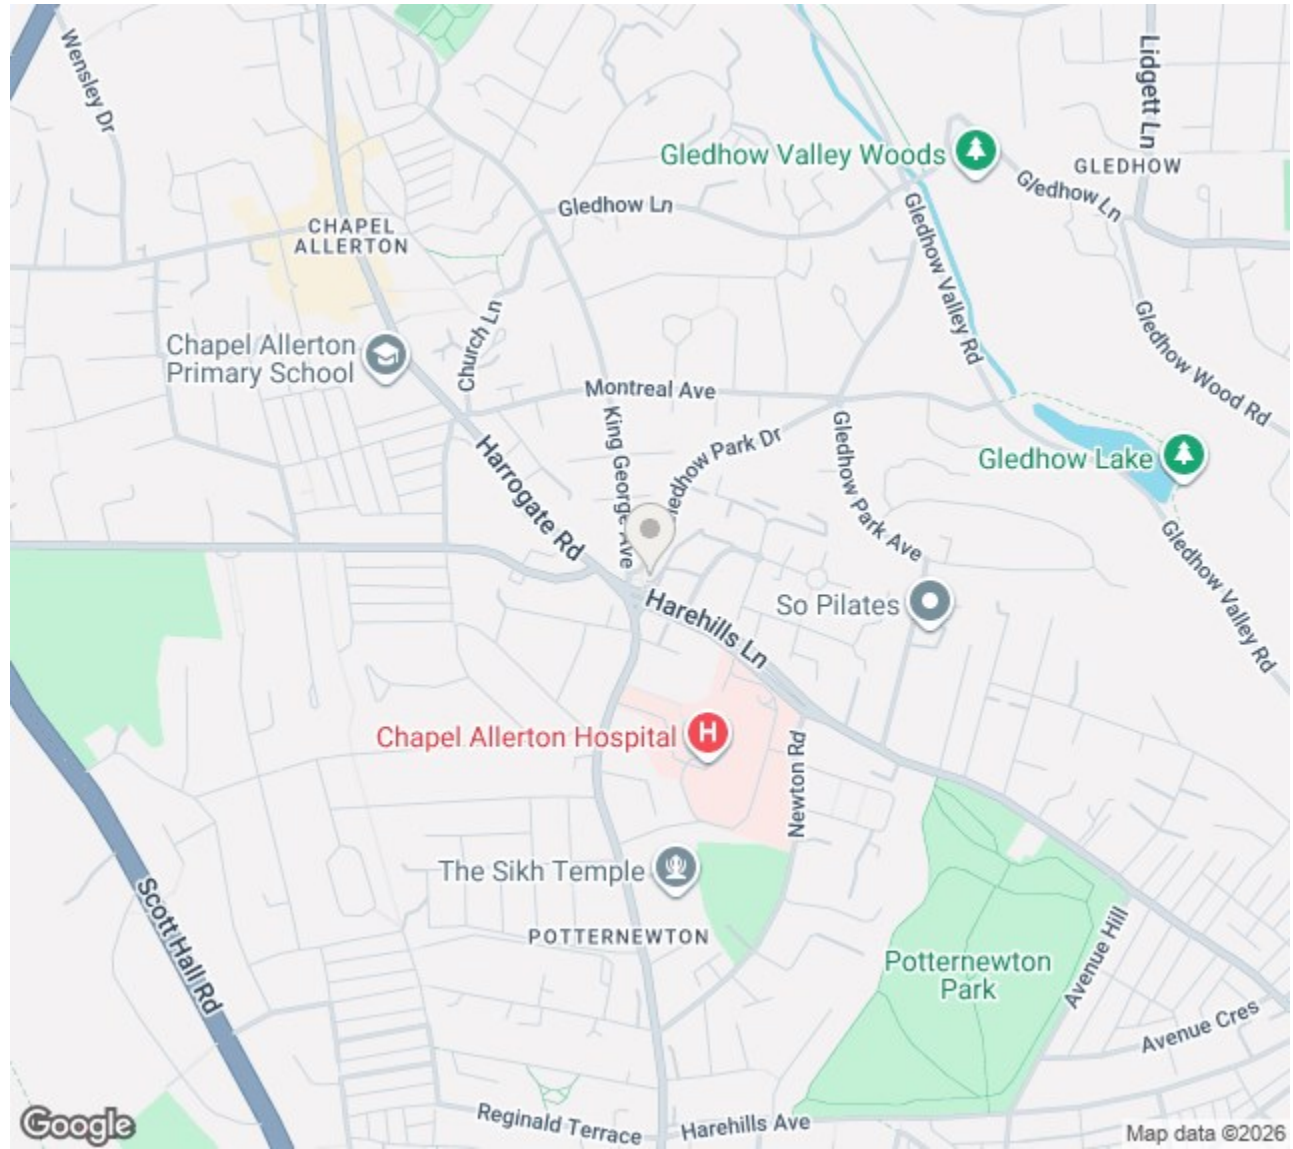 Wensley Dr
Lidgett Ln
Gledhow Valley Woods
GLEDHOW
Gledhow Ln
Gledhow Ln
CHAPEL
ALLERTON
Gledhow Valley Rd
Church Ln
Chapel Allerton
Primary School
Gledhow Wood Rd
Montreal Ave
King George Ave
Gledhow Park Dr
Gledhow Park Ave
Gledhow Lake
Harrogate Rd
Gledhow Valley Rd
So Pilates
Harehills Ln
Chapel Allerton Hospital
H
Newton Rd
The Sikh Temple
Scott Hall Rd
POTTERNEWTON
Potternewton
Park
Avenue Hill
Avenue Cres
Reginald Terrace
Harehills Ave
Google
Map data ©2026